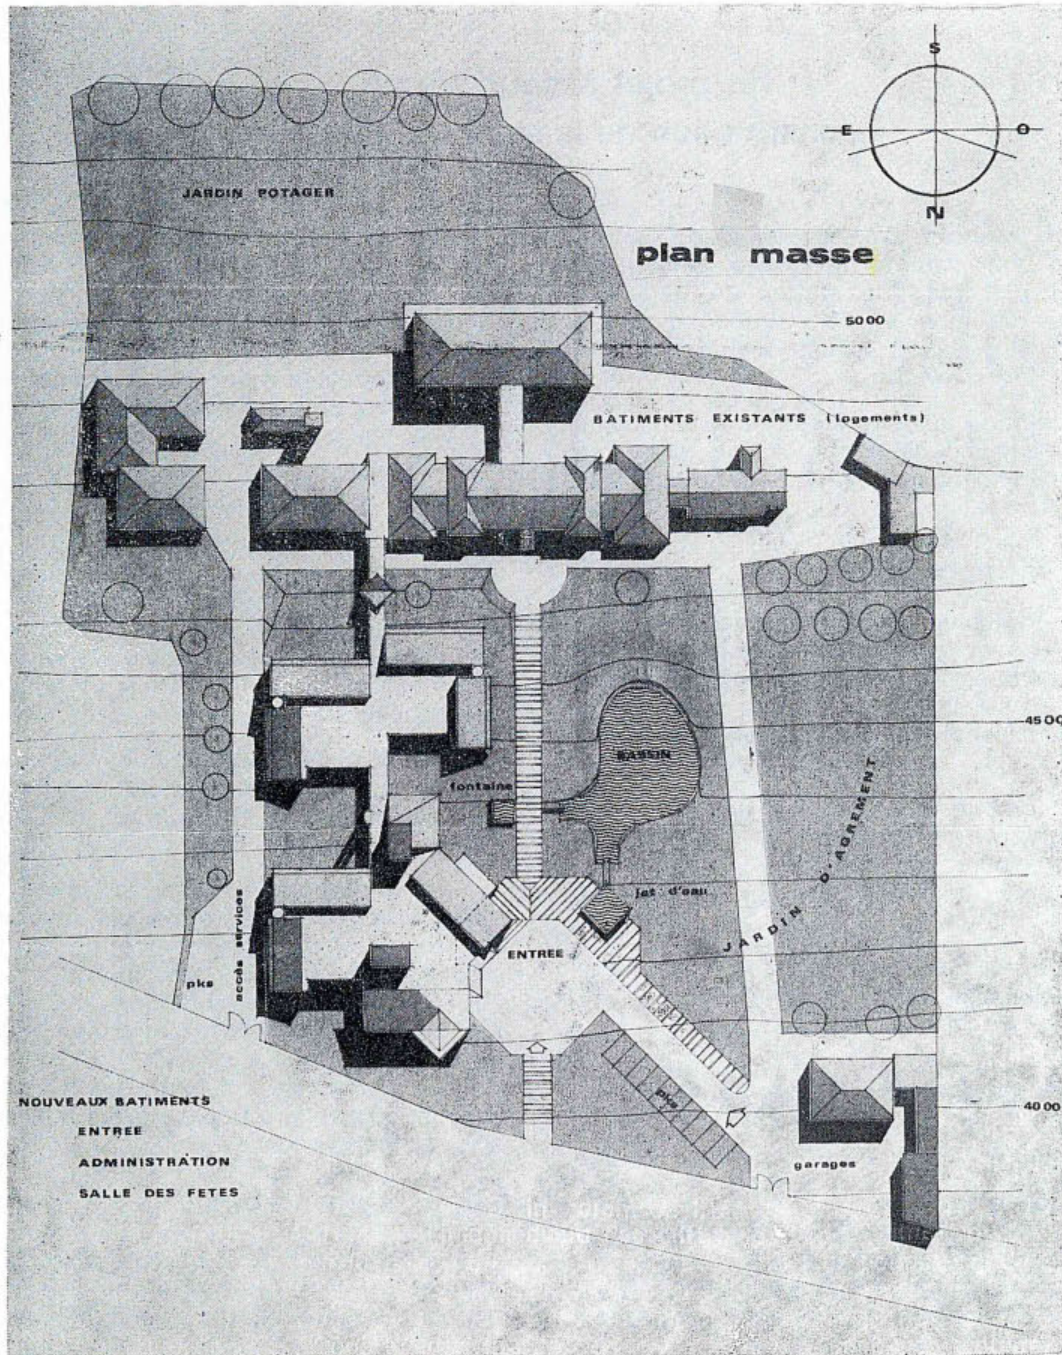 S
E O
N
JARDIN POTAGER
plan masse
5000
BATIMENTS EXISTANTS (logements)
4500
BASSIN
fontaine
JARDIN D'AGREMENT
jet d'eau
accès services
ENTREE
pks
pks
4000
garages
NOUVEAUX BATIMENTS
ENTREE
ADMINISTRATION
SALLE DES FETES